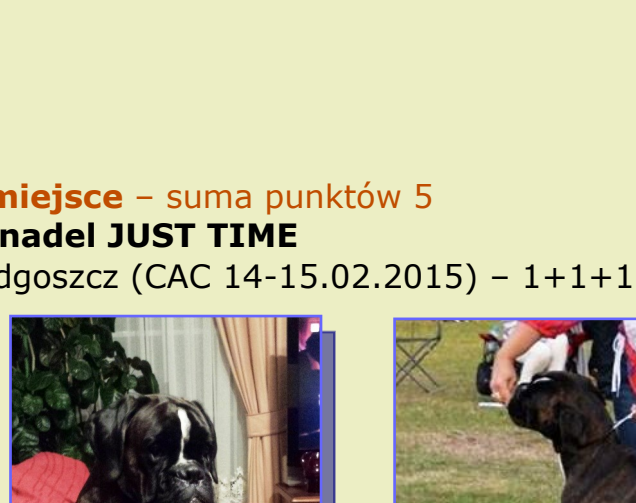 miejsce – suma punktów 5
nadel JUST TIME
dgoszcz (CAC 14-15.02.2015) – 1+1+1